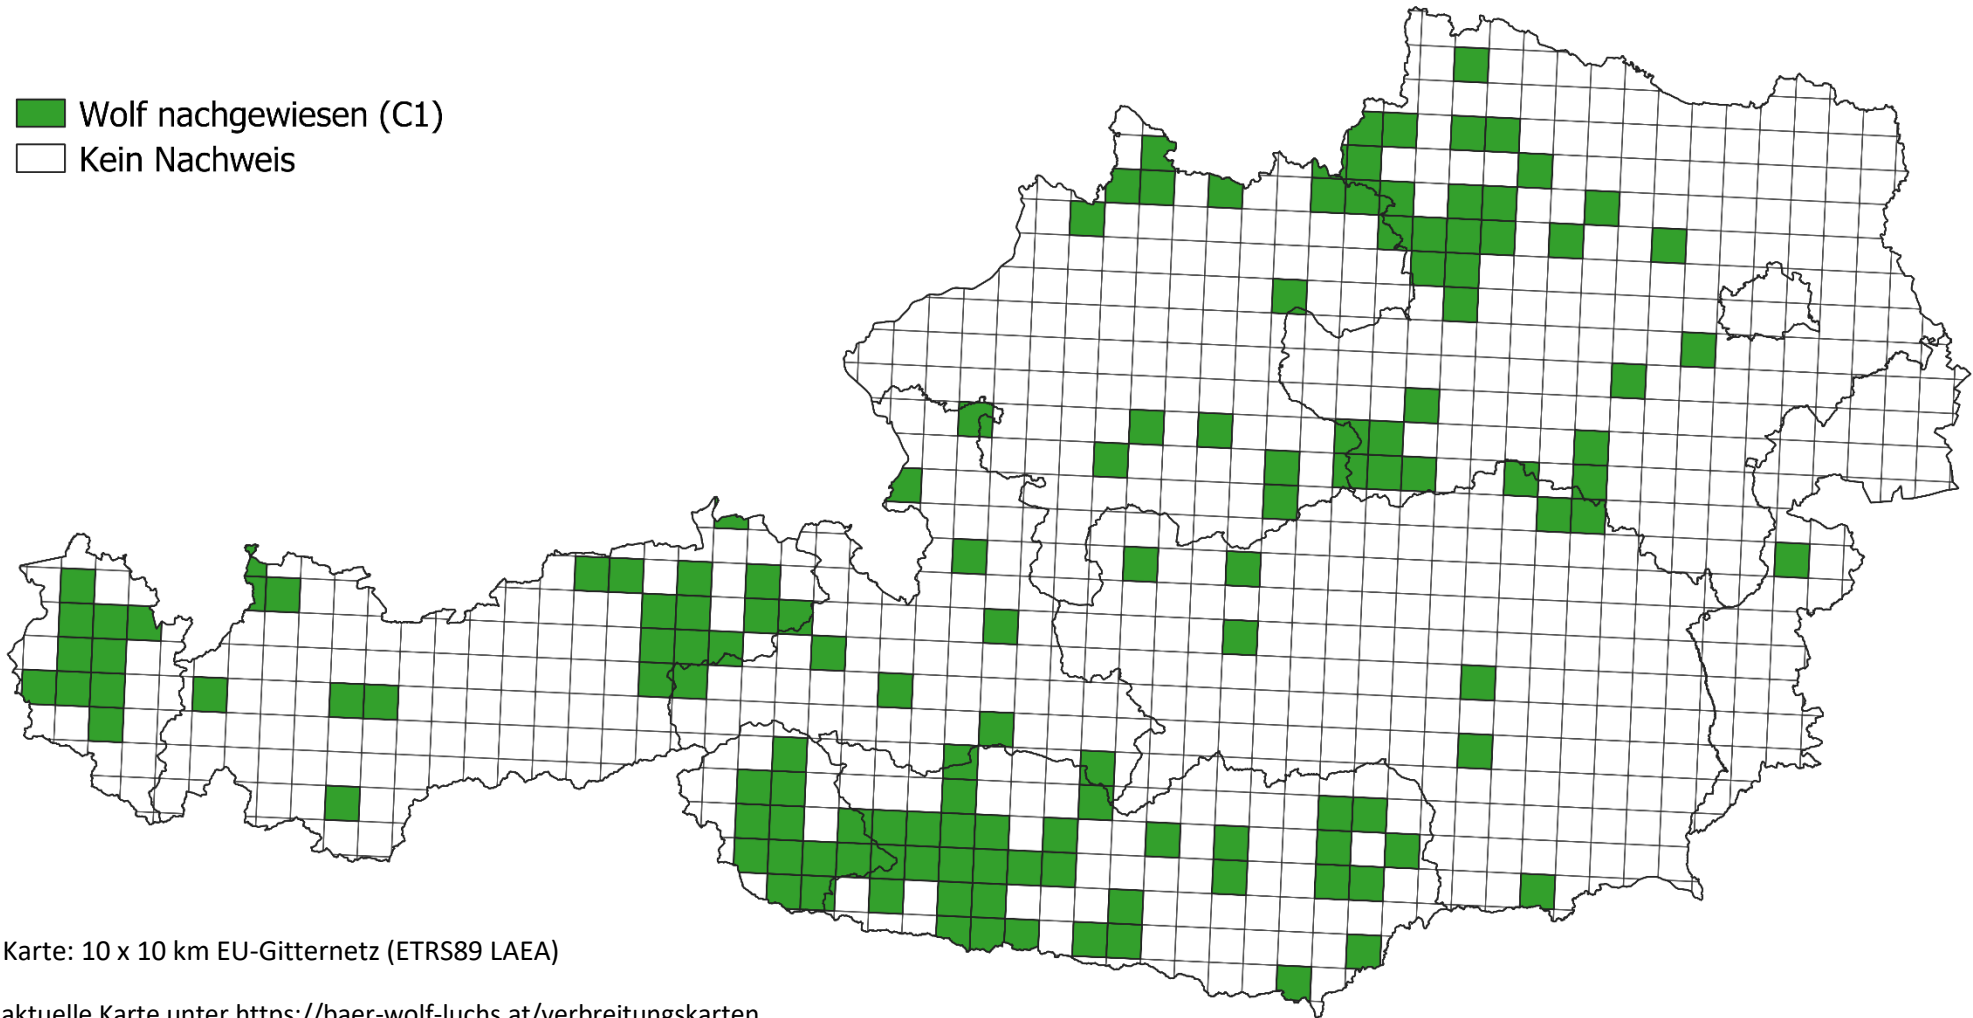 Wolf nachgewiesen (C1)
Kein Nachweis
Karte: 10 x 10 km EU-Gitternetz (ETRS89 LAEA)
aktuelle Karte unter https://baer-wolf-luchs.at/verbreitungskarten